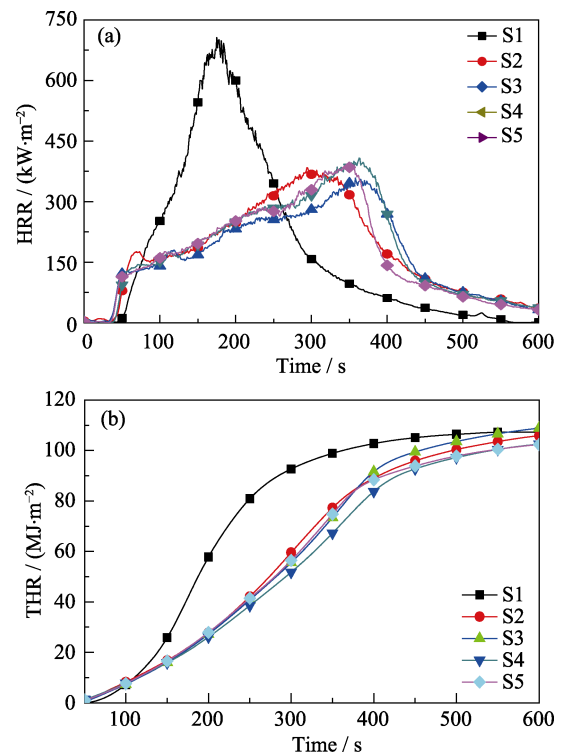 (a)
750
600
450
300
150
0
HRR / (kW·m⁻²)
S1
S2
S3
S4
S5
0 100 200 300 400 500 600
Time / s
(b)
120
100
80
60
40
20
0
THR / (MJ·m⁻²)
S1
S2
S3
S4
S5
100 200 300 400 500 600
Time / s